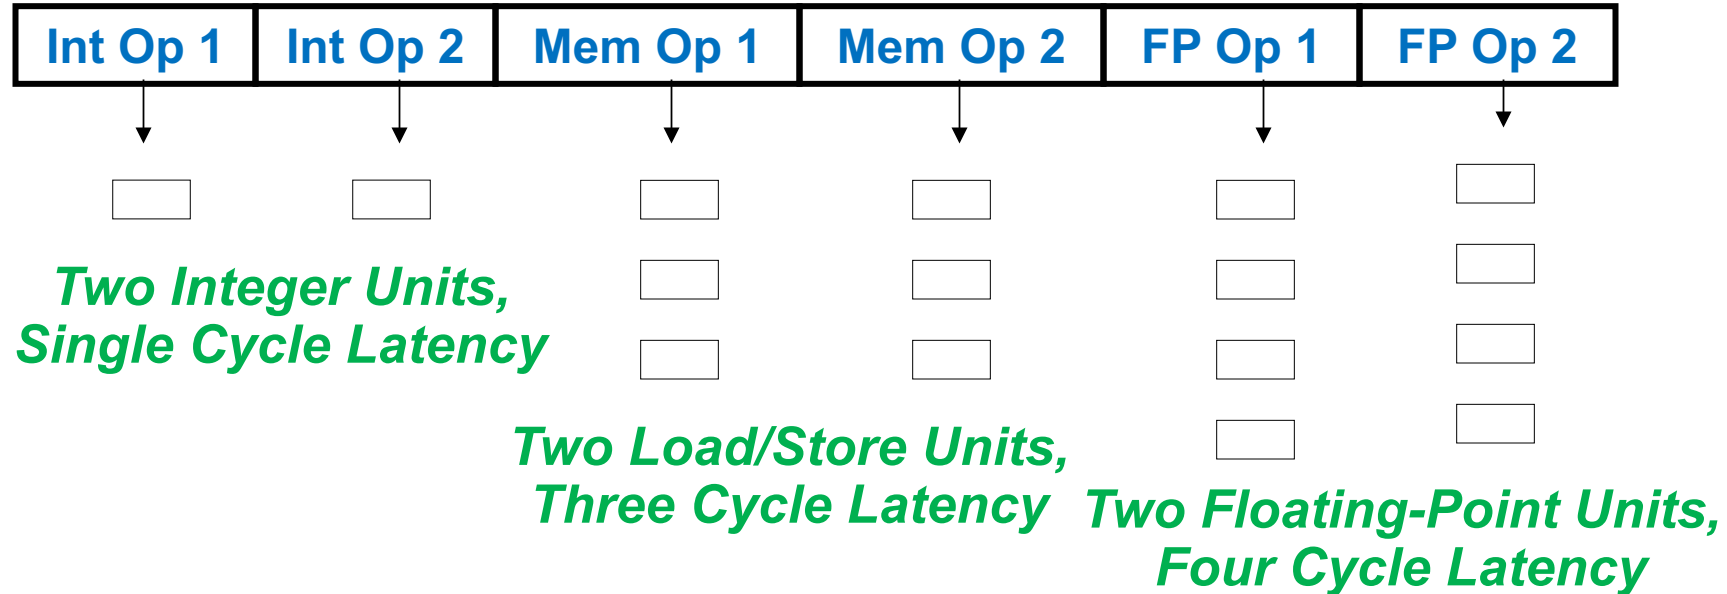 Int Op 1 Int Op 2 Mem Op 1 Mem Op 2 FP Op 1 FP Op 2
Two Integer Units,
Single Cycle Latency
Two Load/Store Units,
Three Cycle Latency
Two Floating-Point Units,
Four Cycle Latency